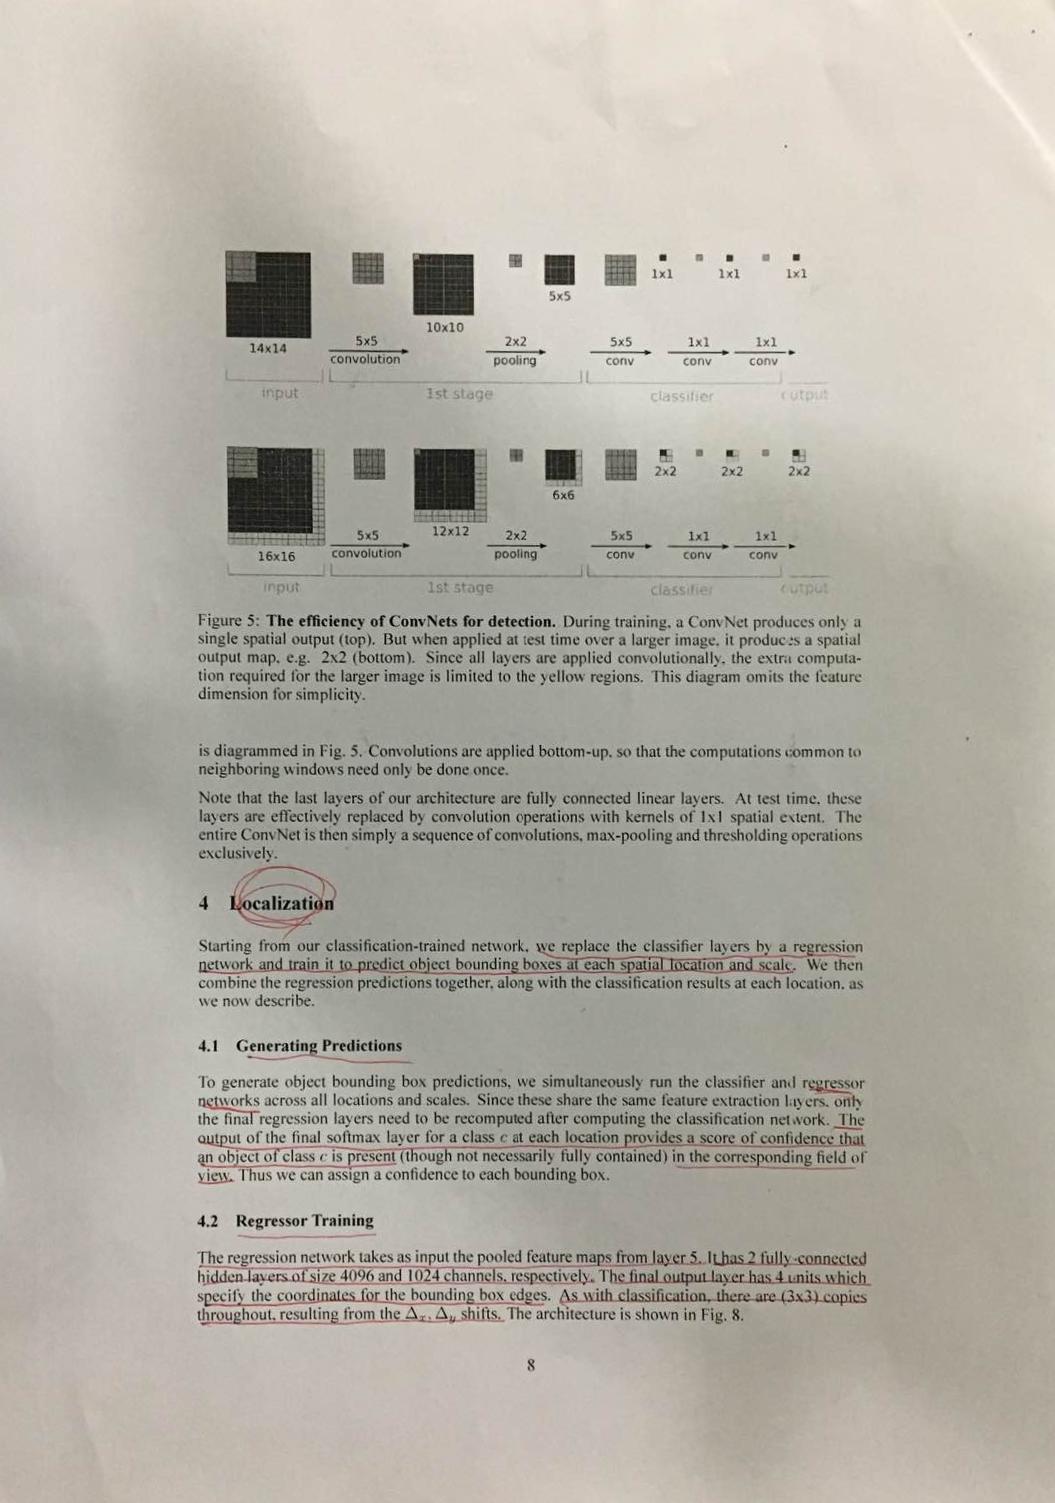 14x14
5x5
convolution
10x10
2x2
pooling
5x5
5x5
conv
1x1
1x1
conv
1x1
1x1
conv
1x1
input
1st stage
classifier
output
16x16
5x5
convolution
12x12
2x2
pooling
6x6
5x5
conv
2x2
1x1
conv
2x2
1x1
conv
2x2
input
1st stage
classifier
output
Figure 5: The efficiency of ConvNets for detection. During training, a ConvNet produces only a
single spatial output (top). But when applied at test time over a larger image, it produces a spatial
output map, e.g. 2x2 (bottom). Since all layers are applied convolutionally, the extra computa-
tion required for the larger image is limited to the yellow regions. This diagram omits the feature
dimension for simplicity.
is diagrammed in Fig. 5. Convolutions are applied bottom-up, so that the computations common to
neighboring windows need only be done once.
Note that the last layers of our architecture are fully connected linear layers. At test time, these
layers are effectively replaced by convolution operations with kernels of 1x1 spatial extent. The
entire ConvNet is then simply a sequence of convolutions, max-pooling and thresholding operations
exclusively.
4 Localization
Starting from our classification-trained network, we replace the classifier layers by a regression
network and train it to predict object bounding boxes at each spatial location and scale. We then
combine the regression predictions together, along with the classification results at each location, as
we now describe.
4.1 Generating Predictions
To generate object bounding box predictions, we simultaneously run the classifier and regressor
networks across all locations and scales. Since these share the same feature extraction layers, only
the final regression layers need to be recomputed after computing the classification network. The
output of the final softmax layer for a class c at each location provides a score of confidence that
an object of class c is present (though not necessarily fully contained) in the corresponding field of
view. Thus we can assign a confidence to each bounding box.
4.2 Regressor Training
The regression network takes as input the pooled feature maps from layer 5. It has 2 fully-connected
hidden layers of size 4096 and 1024 channels, respectively. The final output layer has 4 units which
specify the coordinates for the bounding box edges. As with classification, there are (3x3) copies
throughout, resulting from the Δx, Δy shifts. The architecture is shown in Fig. 8.
8